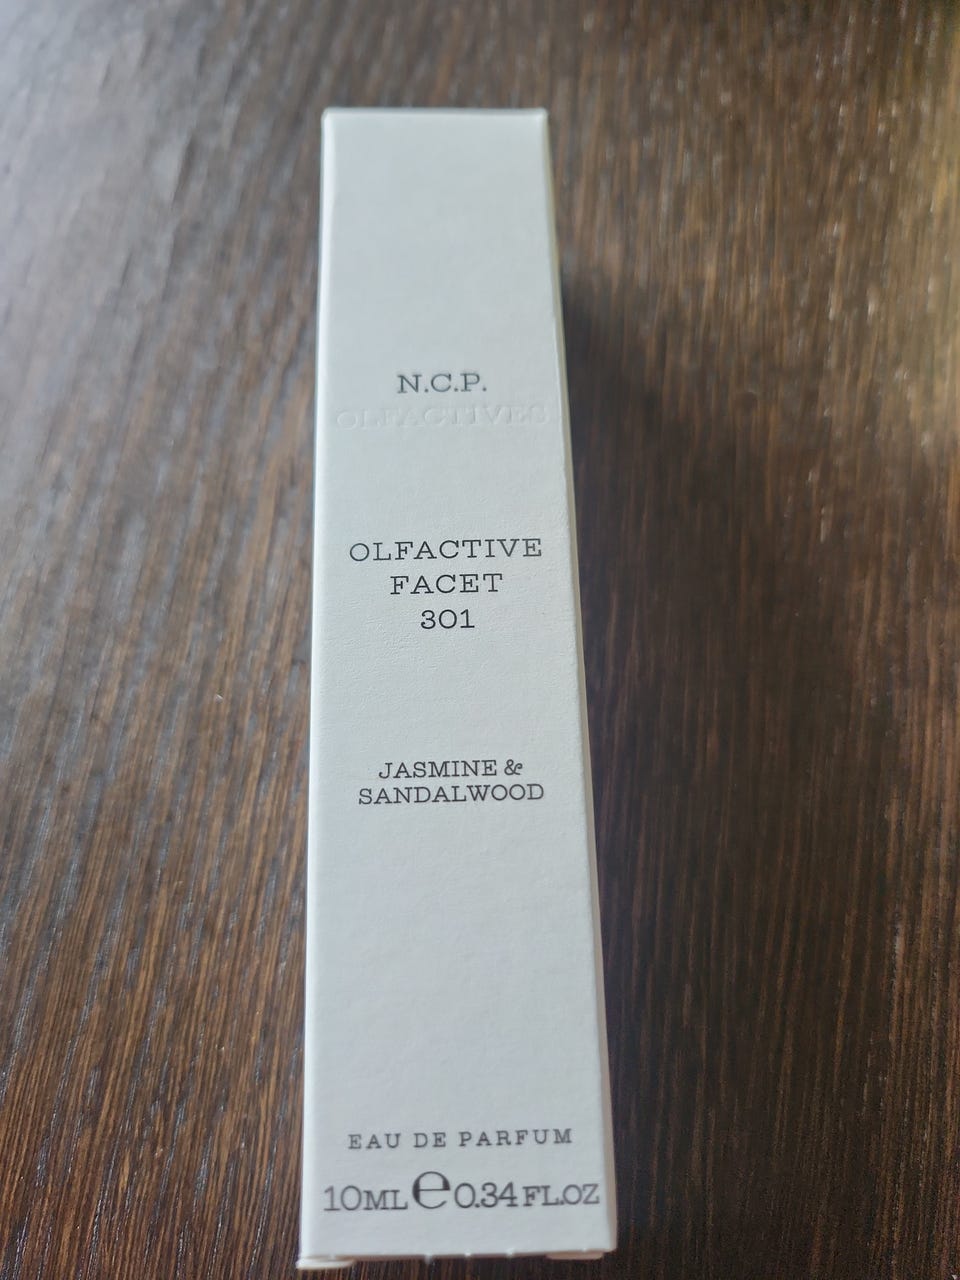 N.C.P.
OLFACTIVES
OLFACTIVE
FACET
301
JASMINE &
SANDALWOOD
EAU DE PARFUM
10ML ℮ 0.34 FL.OZ